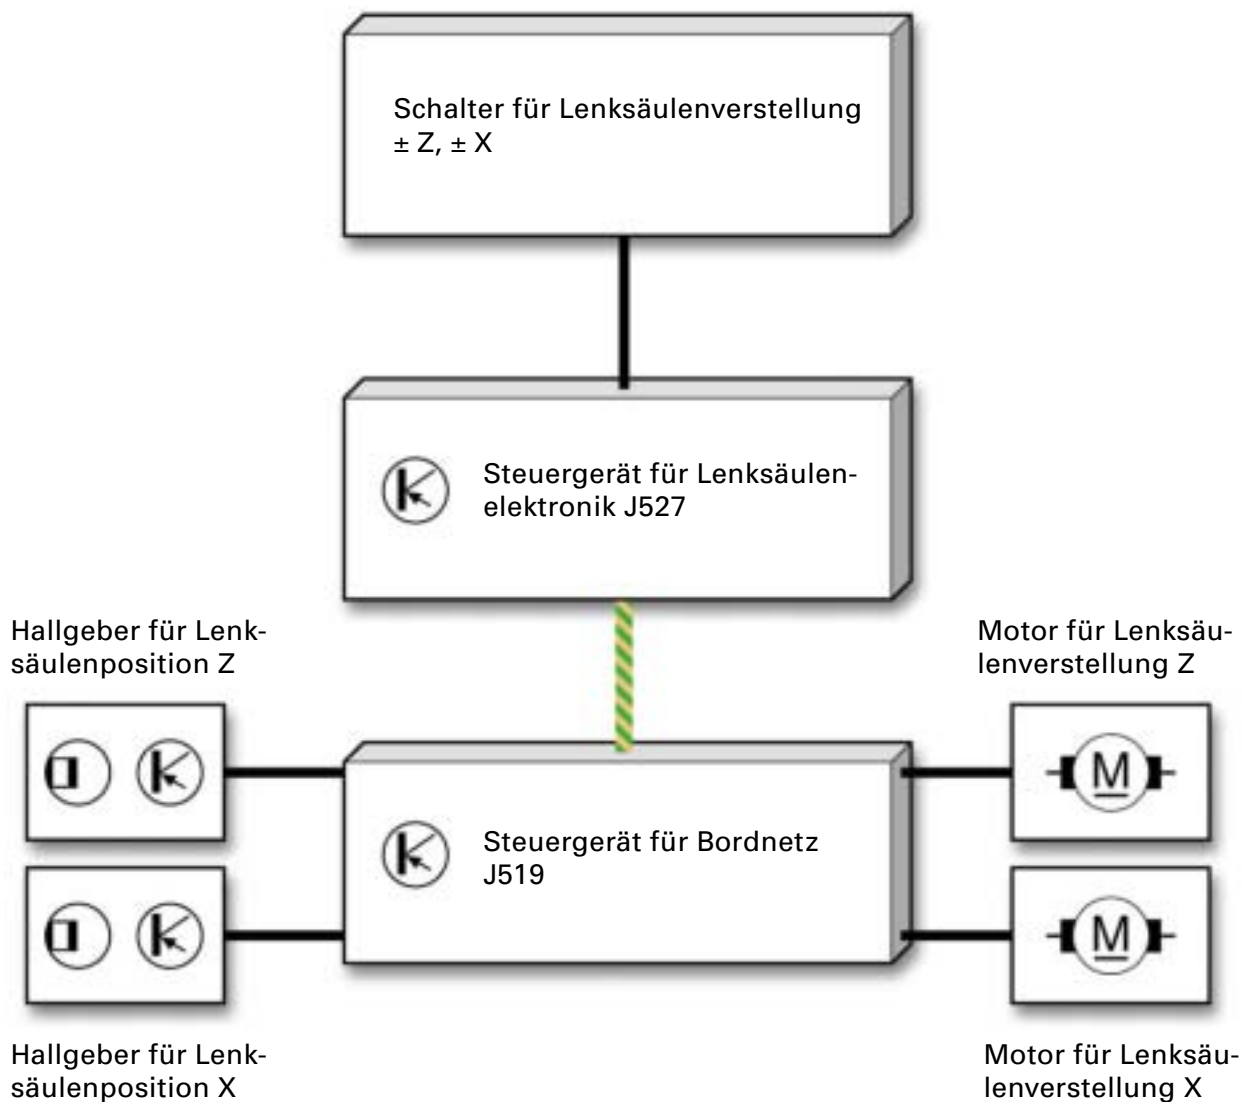 Schalter für Lenksäulenverstellung
± Z, ± X
Steuergerät für Lenksäulen-
elektronik J527
Hallgeber für Lenk-
säulenposition Z
Motor für Lenksäu-
lenverstellung Z
Steuergerät für Bordnetz
J519
M
M
Hallgeber für Lenk-
säulenposition X
Motor für Lenksäu-
lenverstellung X